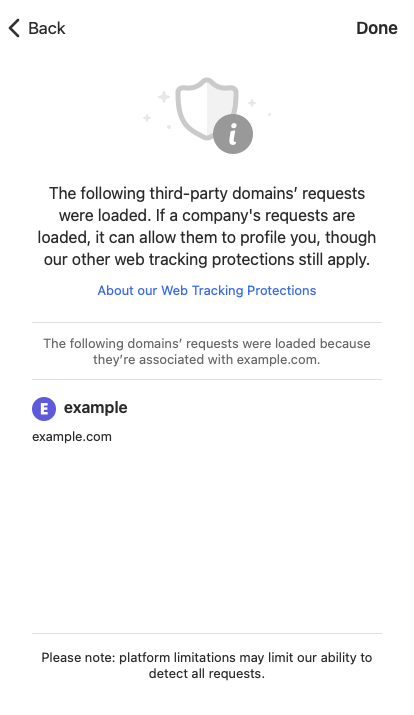 Back
Done
The following third-party domains’ requests
were loaded. If a company's requests are
loaded, it can allow them to profile you, though
our other web tracking protections still apply.
About our Web Tracking Protections
The following domains’ requests were loaded because
they’re associated with example.com.
E example
example.com
Please note: platform limitations may limit our ability to
detect all requests.